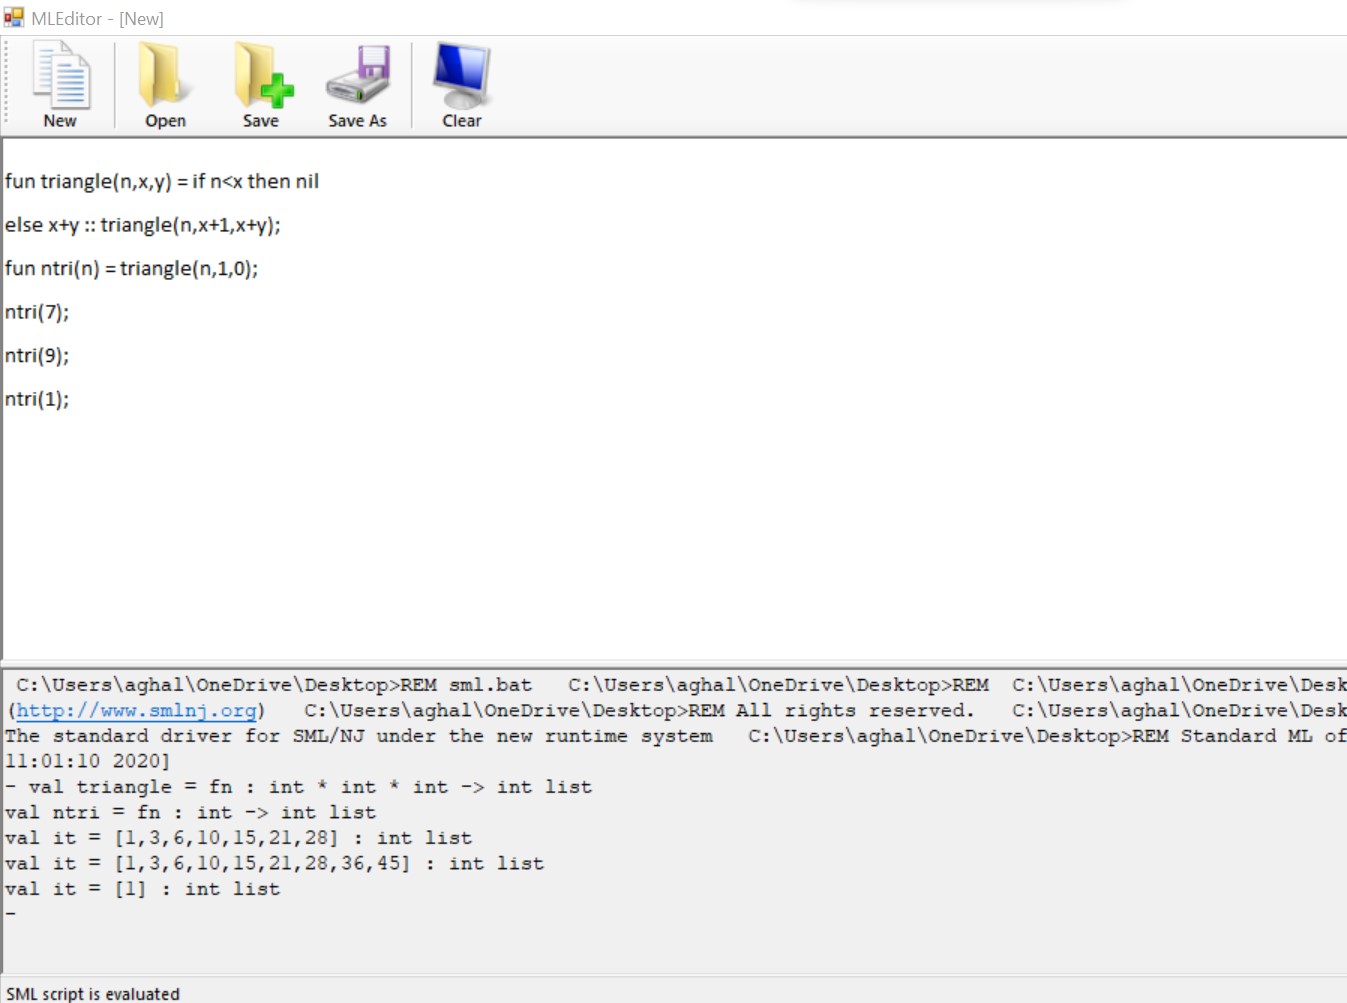 MLEditor - [New]
New Open Save Save As Clear
fun triangle(n,x,y) = if n<x then nil
else x+y :: triangle(n,x+1,x+y);
fun ntri(n) = triangle(n,1,0);
ntri(7);
ntri(9);
ntri(1);
C:\Users\aghal\OneDrive\Desktop>REM sml.bat C:\Users\aghal\OneDrive\Desktop>REM C:\Users\aghal\OneDrive\Desk
(http://www.smlnj.org) C:\Users\aghal\OneDrive\Desktop>REM All rights reserved. C:\Users\aghal\OneDrive\Desk
The standard driver for SML/NJ under the new runtime system C:\Users\aghal\OneDrive\Desktop>REM Standard ML of
11:01:10 2020]
- val triangle = fn : int * int * int -> int list
val ntri = fn : int -> int list
val it = [1,3,6,10,15,21,28] : int list
val it = [1,3,6,10,15,21,28,36,45] : int list
val it = [1] : int list
-
SML script is evaluated